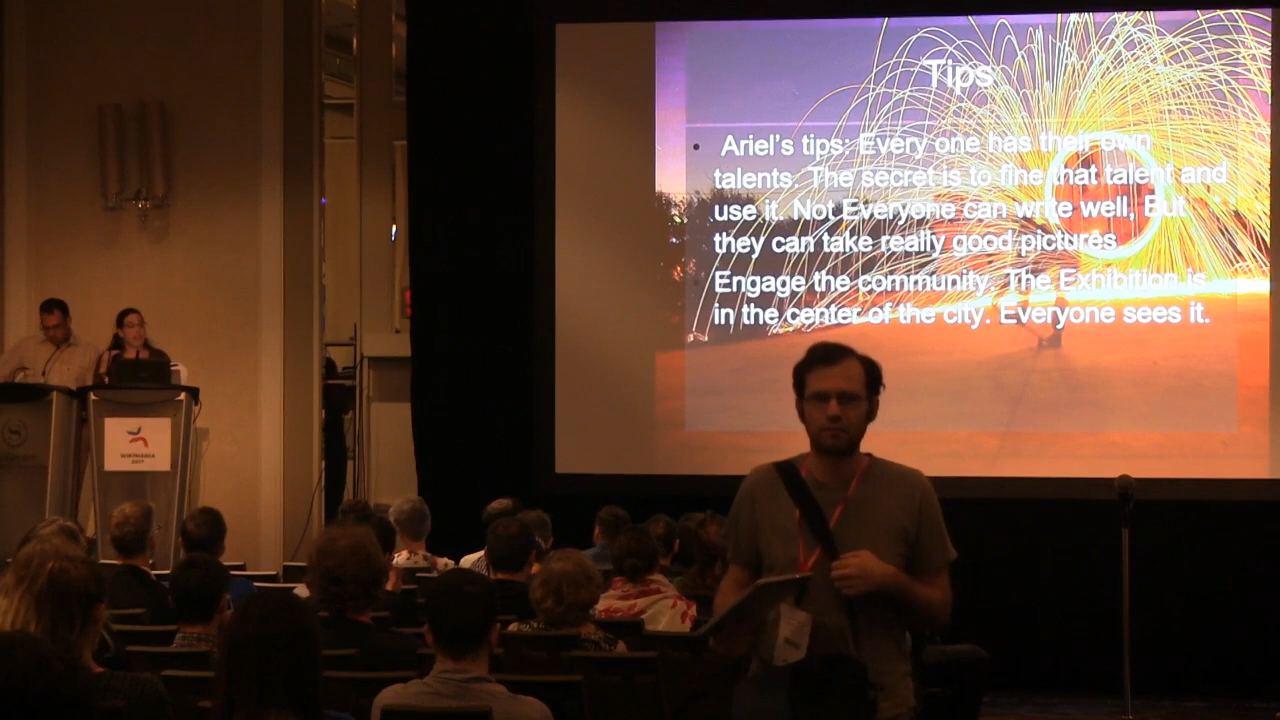 Tips
Ariel's tips: Every one has their own
talents. The secret is to fine that talent and
use it. Not Everyone can write well, But
they can take really good pictures
Engage the community. The Exhibition is
in the center of the city. Everyone sees it.
WIKIMANIA
2017